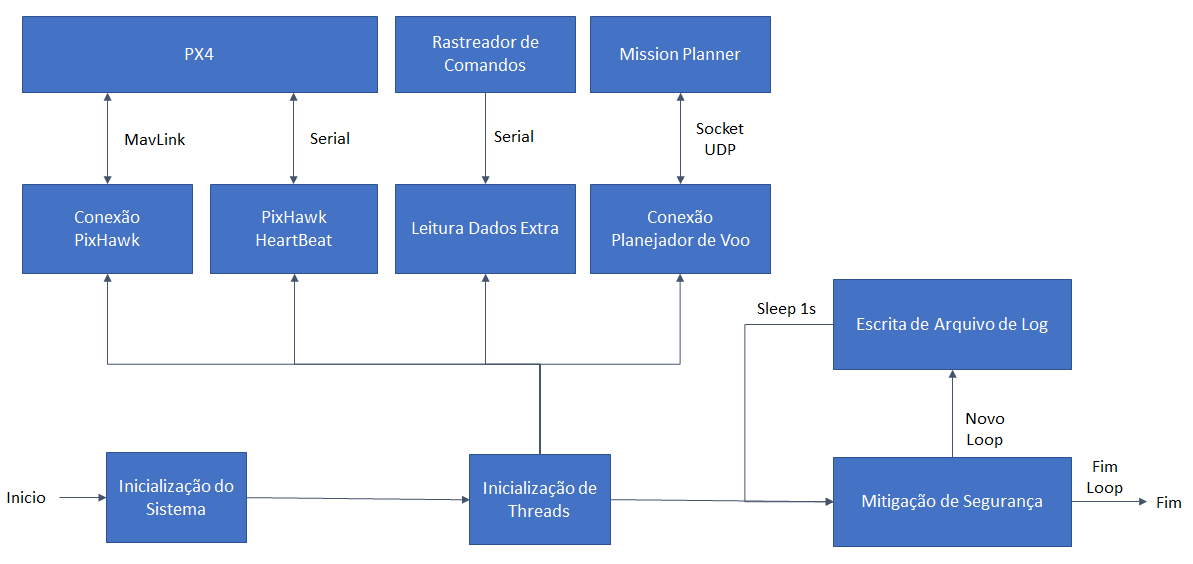 PX4
Rastreador de
Comandos
Mission Planner
MavLink
Serial
Serial
Socket
UDP
Conexão
PixHawk
PixHawk
HeartBeat
Leitura Dados Extra
Conexão
Planejador de Voo
Sleep 1s
Escrita de Arquivo de Log
Novo
Loop
Inicio
Inicialização do
Sistema
Inicialização de
Threads
Mitigação de Segurança
Fim
Loop
Fim